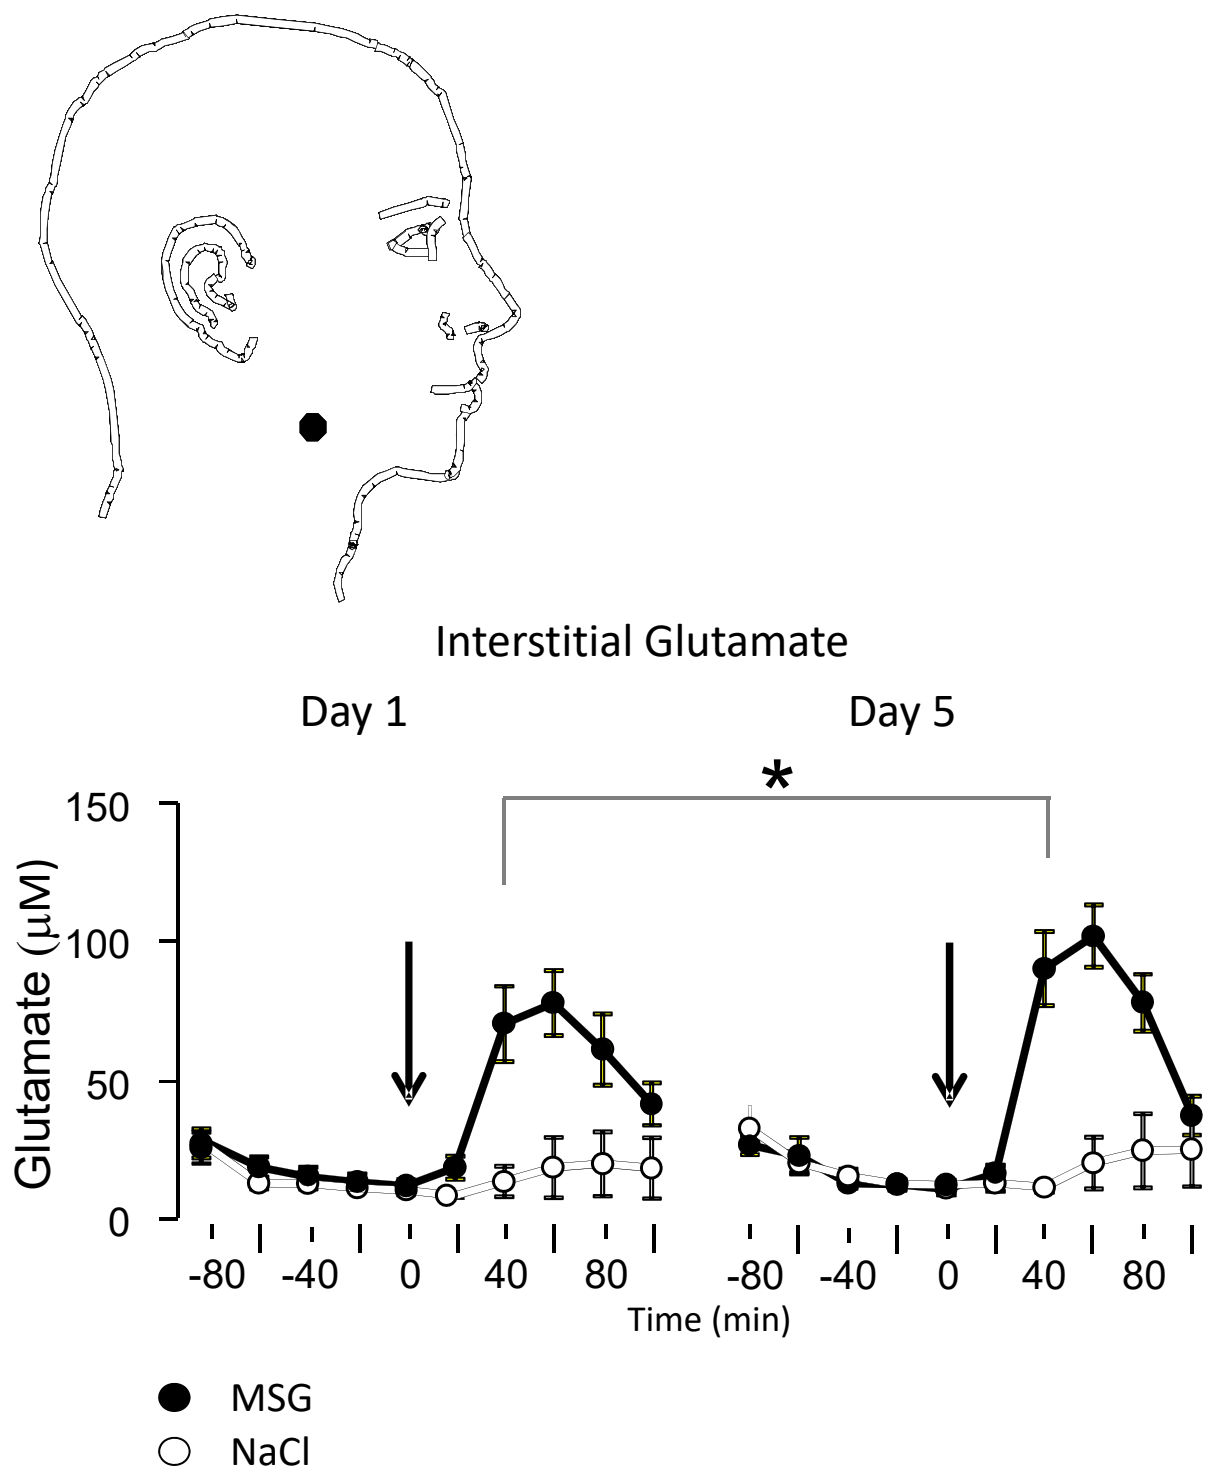 Interstitial Glutamate
Day 1 Day 5
*
150
100
50
0
Glutamate (μM)
-80 -40 0 40 80 -80 -40 0 40 80
Time (min)
MSG
NaCl